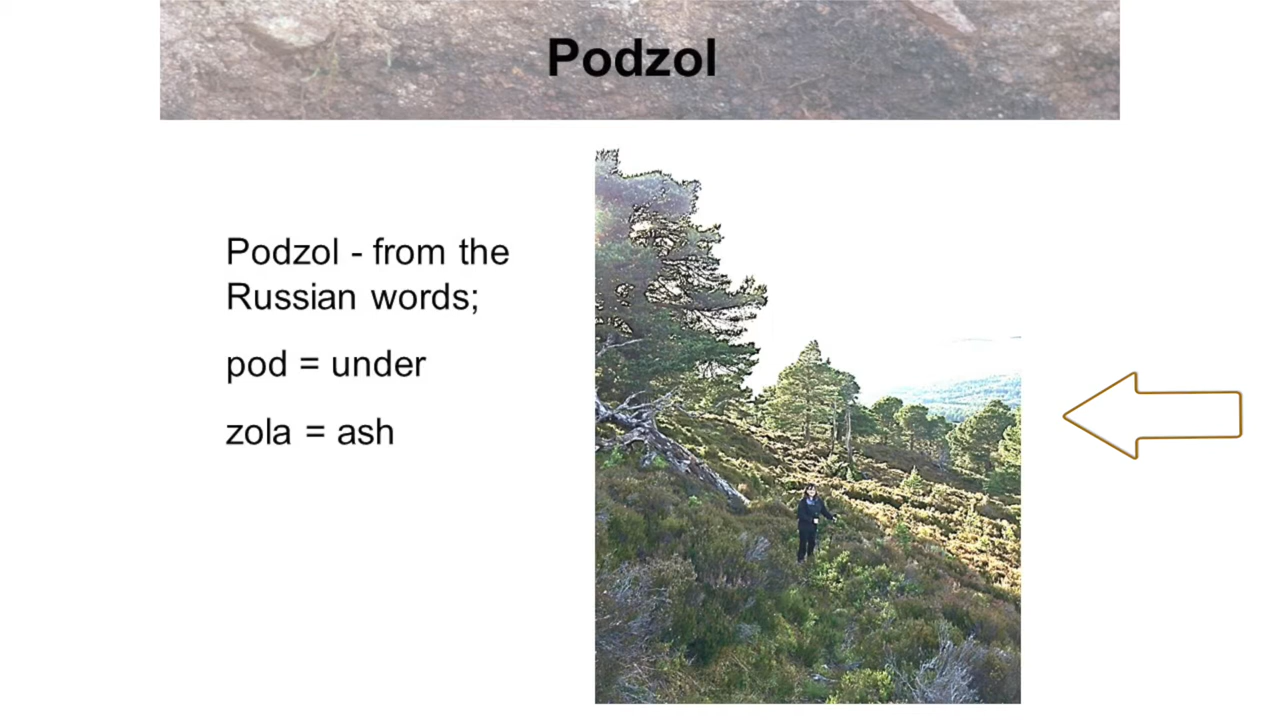 Podzol
Podzol - from the
Russian words;
pod = under
zola = ash